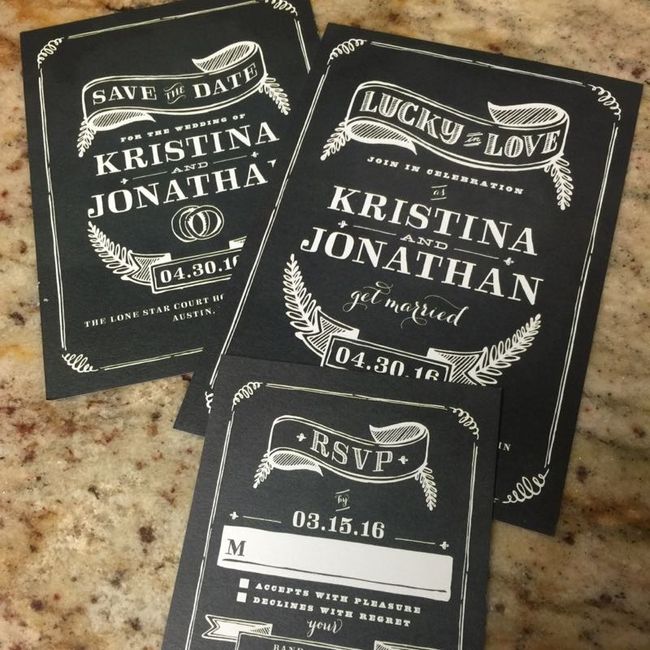 SAVE THE DATE
FOR THE WEDDING OF
KRISTINA
AND
JONATHA
04.30.16
THE LONE STAR COURT
AUSTIN,
LUCKY in LOVE
JOIN IN CELEBRATION
as
KRISTINA
AND
JONATHAN
get married
04.30.16
IN
RSVP
by
03.15.16
M
ACCEPTS WITH PLEASURE
DECLINES WITH REGRET
your